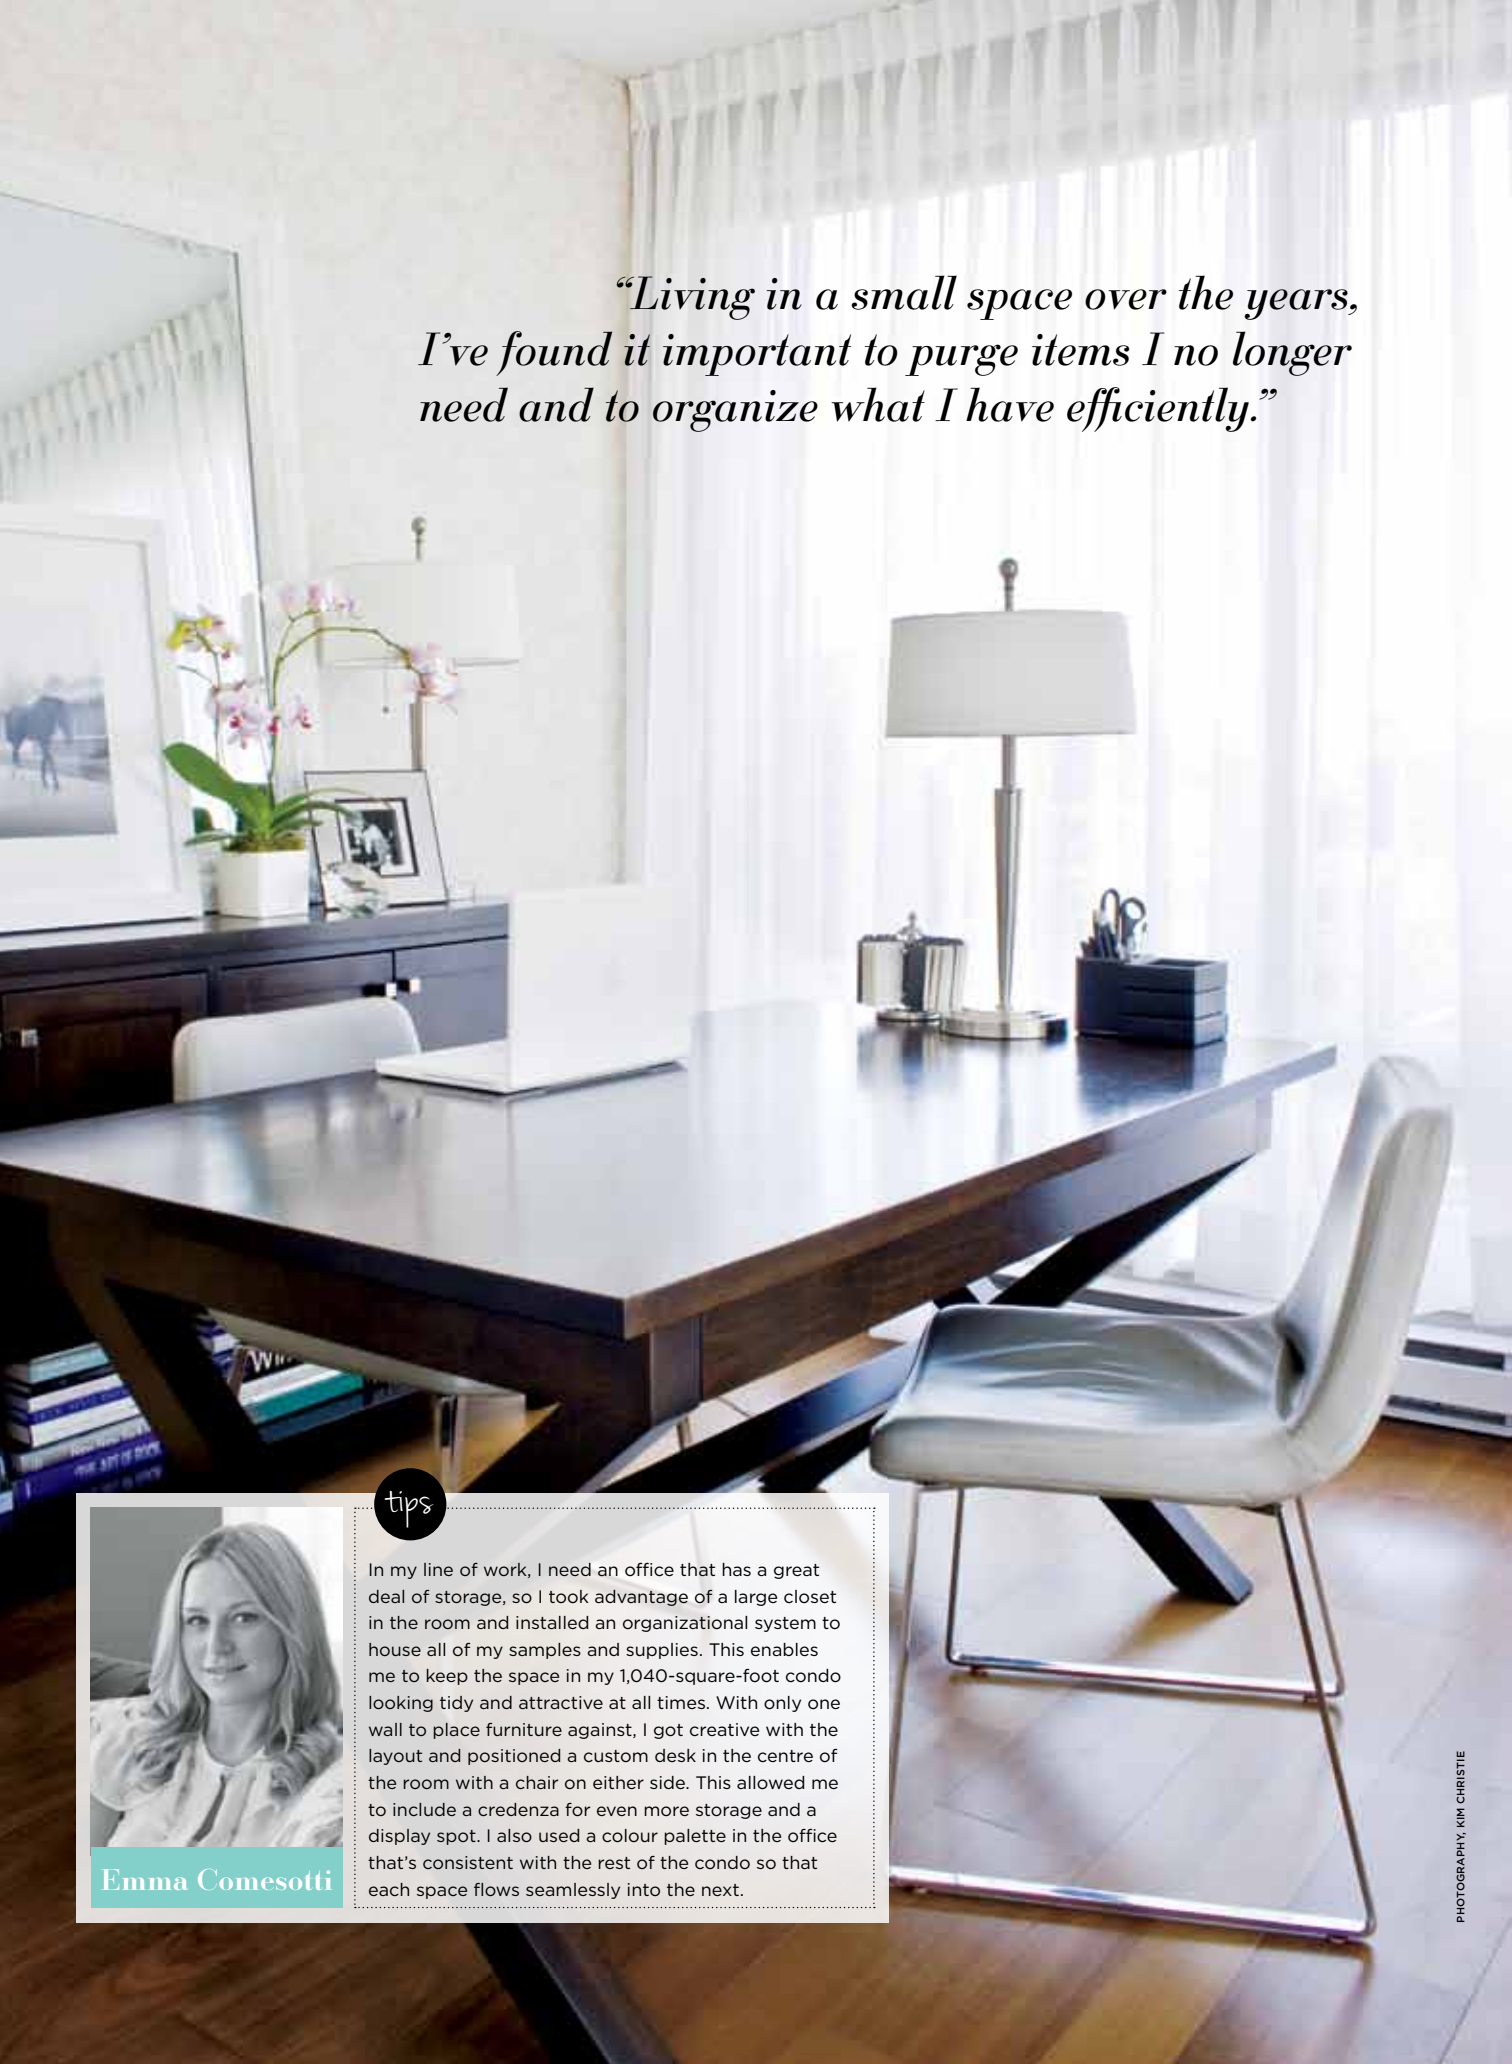 “Living in a small space over the years,
I’ve found it important to purge items I no longer
need and to organize what I have efficiently.”
THE ART OF
tips
In my line of work, I need an office that has a great
deal of storage, so I took advantage of a large closet
in the room and installed an organizational system to
house all of my samples and supplies. This enables
me to keep the space in my 1,040-square-foot condo
looking tidy and attractive at all times. With only one
wall to place furniture against, I got creative with the
layout and positioned a custom desk in the centre of
the room with a chair on either side. This allowed me
to include a credenza for even more storage and a
display spot. I also used a colour palette in the office
that’s consistent with the rest of the condo so that
each space flows seamlessly into the next.
Emma Comesotti
PHOTOGRAPHY, KIM CHRISTIE